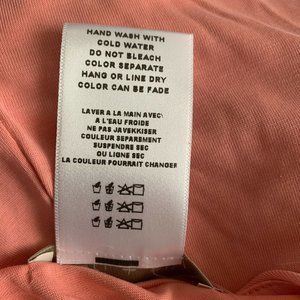 HAND WASH WITH
COLD WATER
DO NOT BLEACH
COLOR SEPARATE
HANG OR LINE DRY
COLOR CAN BE FADE
LAVER A LA MAIN AVEC\
A L'EAU FROIDE
NE PAS JAVEKKISER
COULEUR SEPAREMENT
SUSPENDRE SEC
QU LIGNE SEC
LA COULEUR POURRAIT CHANGER